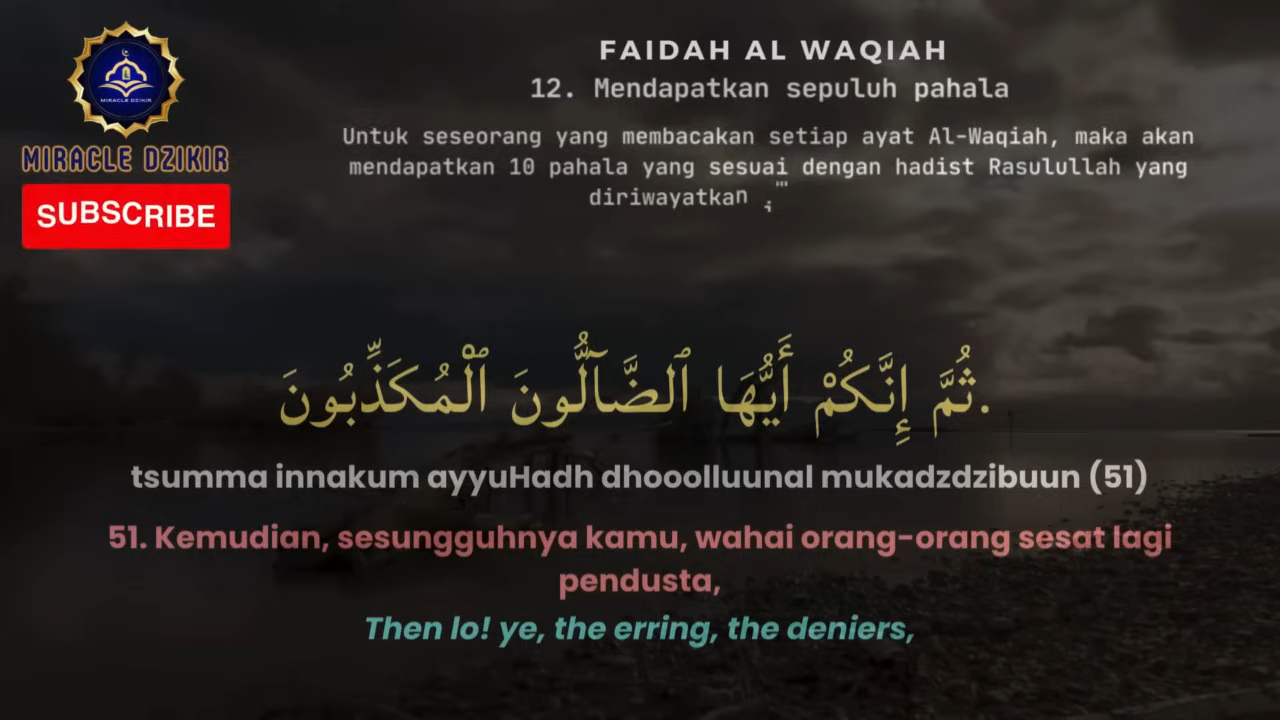 FAIDAH AL WAQIAH
12. Mendapatkan sepuluh pahala
MIRACLE DZIKIR
MIRACLE DZIKIR
SUBSCRIBE
Untuk seseorang yang membacakan setiap ayat Al-Waqiah, maka akan
mendapatkan 10 pahala yang sesuai dengan hadist Rasulullah yang
diriwayatkan ; "'
ثُمَّ إِنَّكُمْ أَيُّهَا ٱلضَّآلُّونَ ٱلْمُكَذِّبُونَ.
tsumma innakum ayyuHadh dhooolluunal mukadzdzibuun (51)
51. Kemudian, sesungguhnya kamu, wahai orang-orang sesat lagi
pendusta,
Then lo! ye, the erring, the deniers,